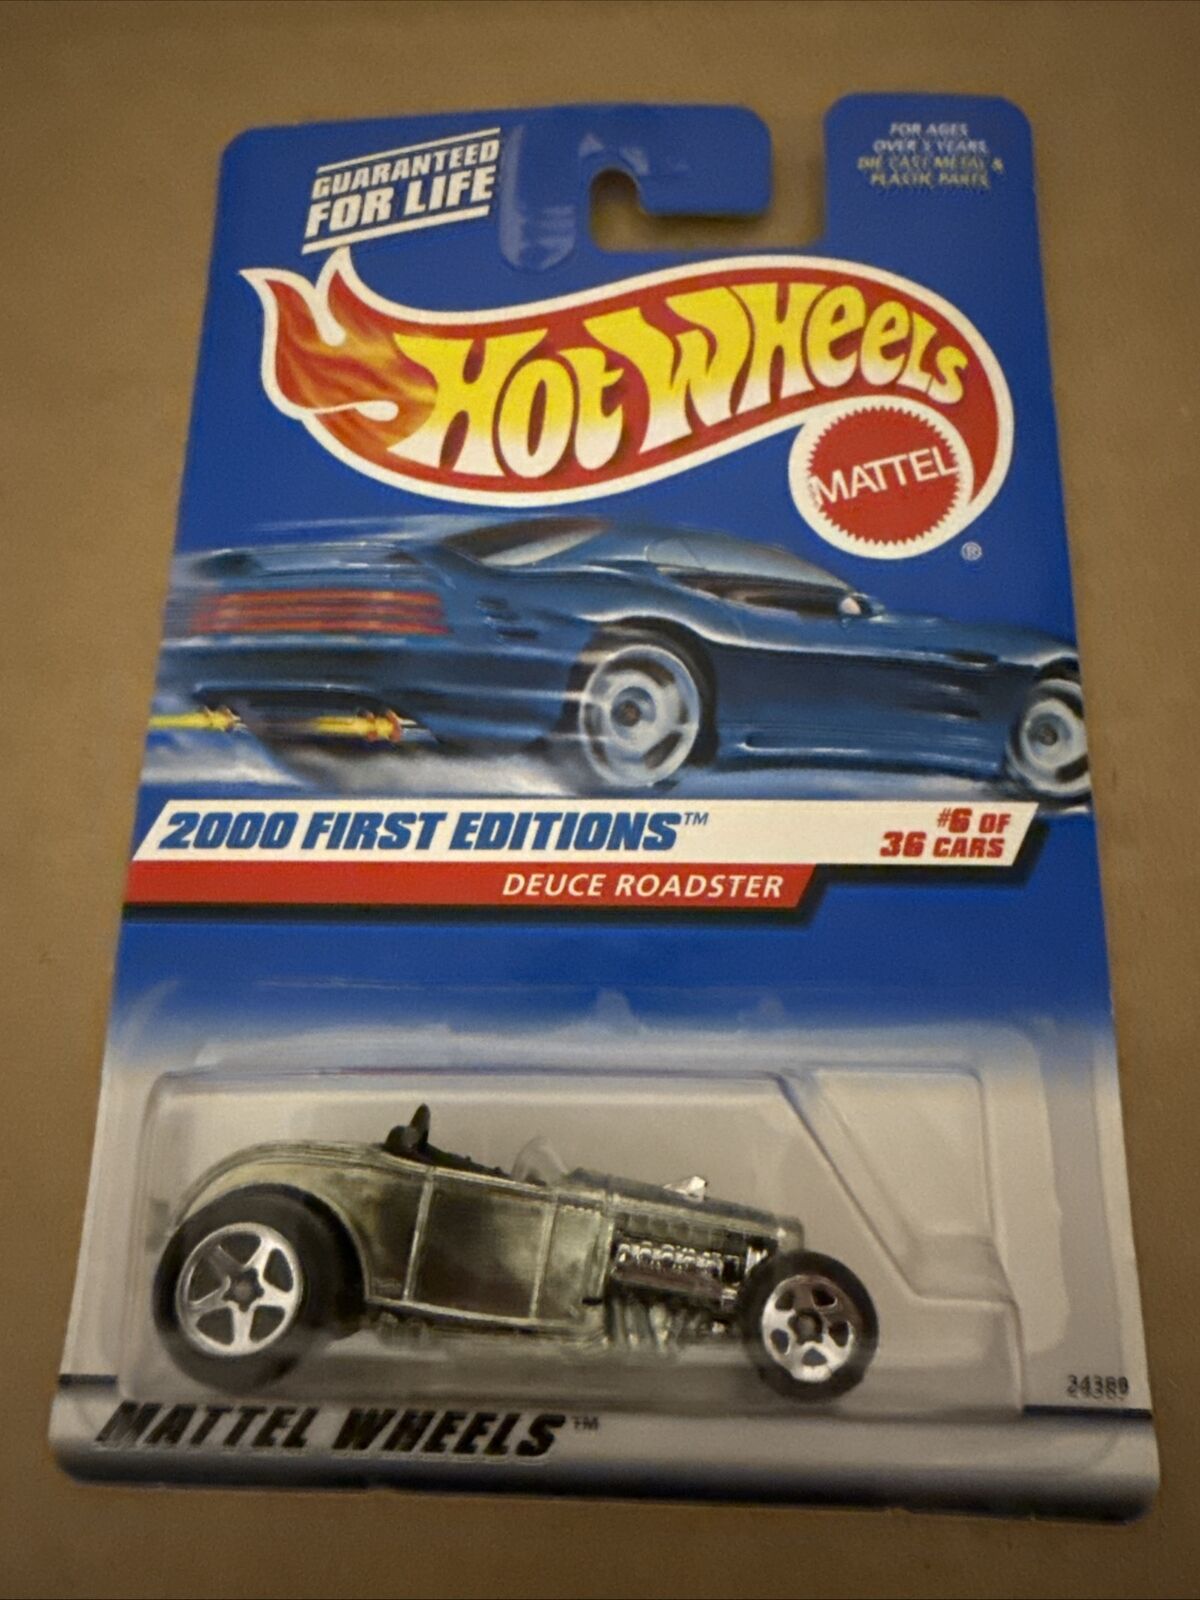 GUARANTEED
FOR LIFE
FOR AGES
OVER 3 YEARS
DIE CAST METAL &
PLASTIC PARTS
HOT WHEELS
MATTEL
®
2000 FIRST EDITIONS™
#6 OF
36 CARS
DEUCE ROADSTER
MATTEL WHEELS™